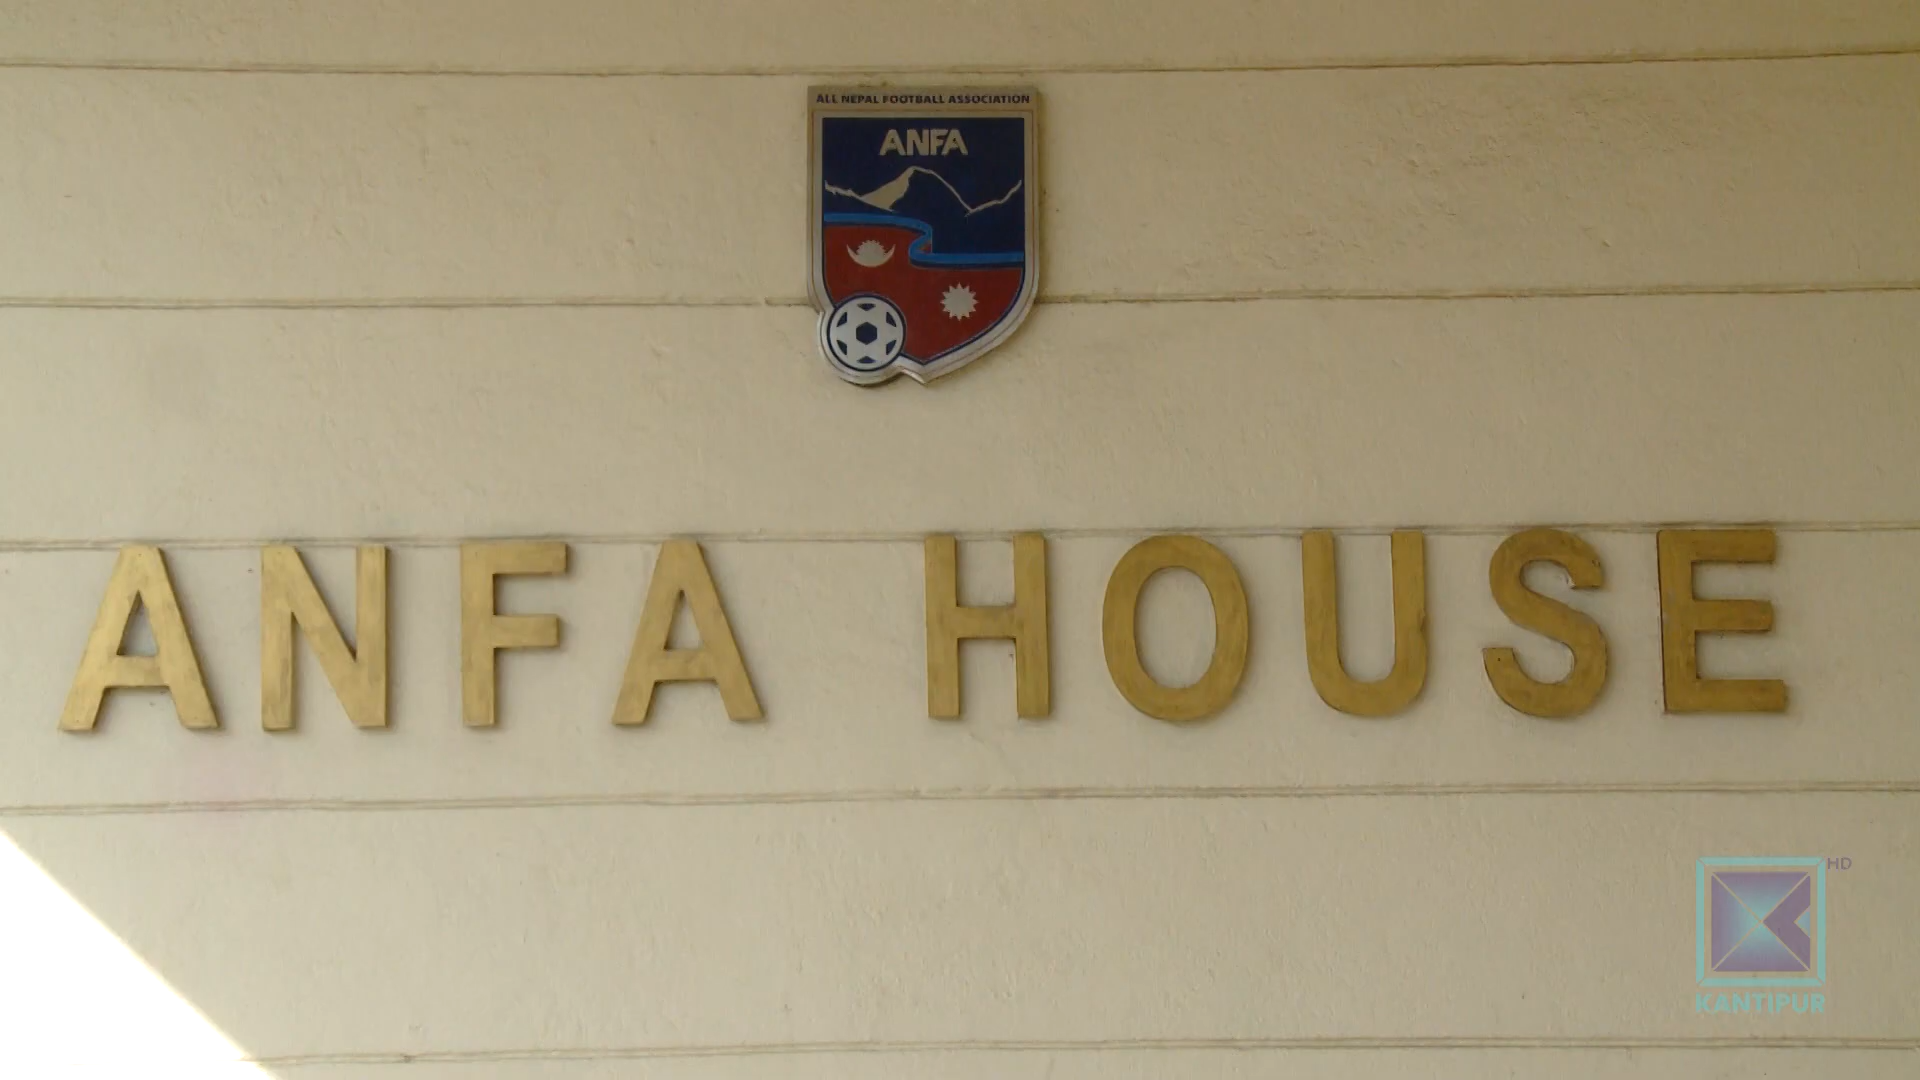 ALL NEPAL FOOTBALL ASSOCIATION
ANFA
ANFA HOUSE
HD
KANTIPUR